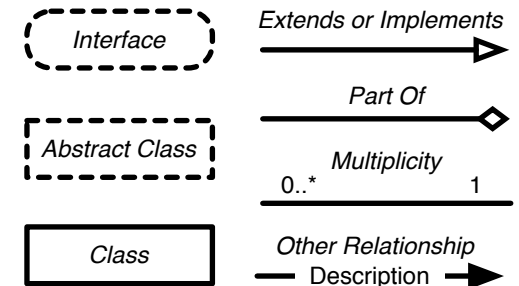 Interface
Extends or Implements
Part Of
Abstract Class
Multiplicity
0..* 1
Class
Other Relationship
Description